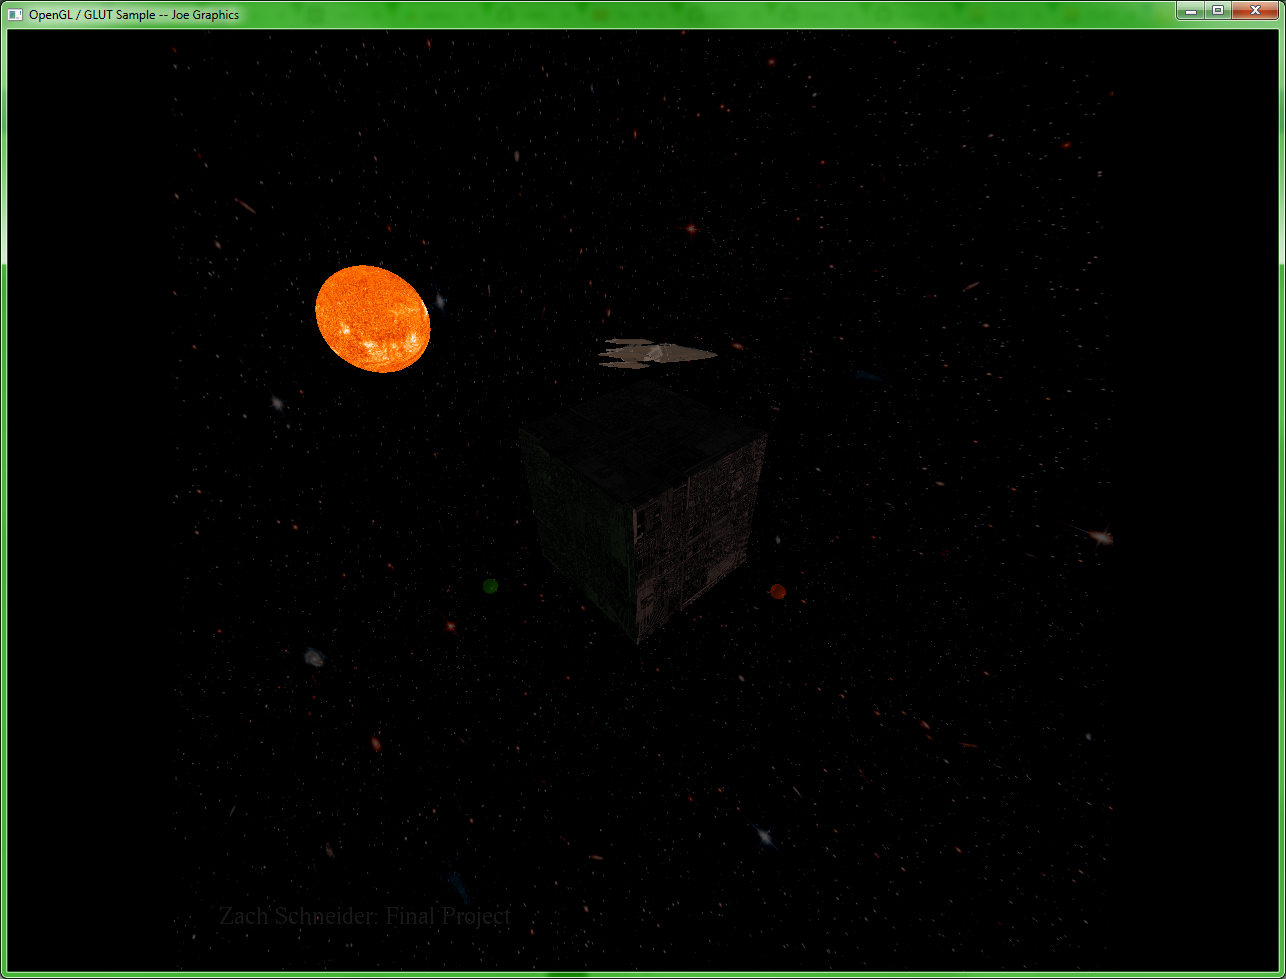 OpenGL / GLUT Sample -- Joe Graphics
Zach Schneider: Final Project